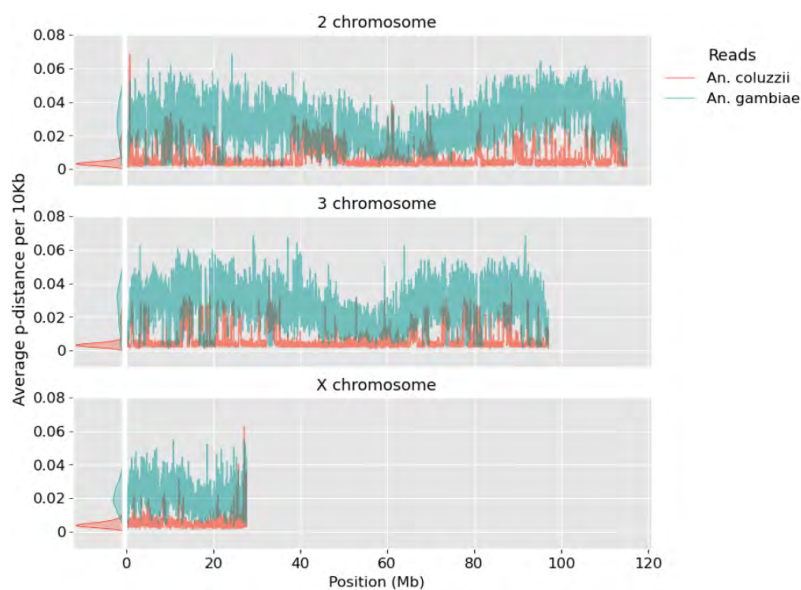 2 chromosome
0.08
0.06
0.04
0.02
0
Reads
An. coluzzii
An. gambiae
Average p-distance per 10Kb
3 chromosome
0.08
0.06
0.04
0.02
0
X chromosome
0.08
0.06
0.04
0.02
0
0 20 40 60 80 100 120
Position (Mb)